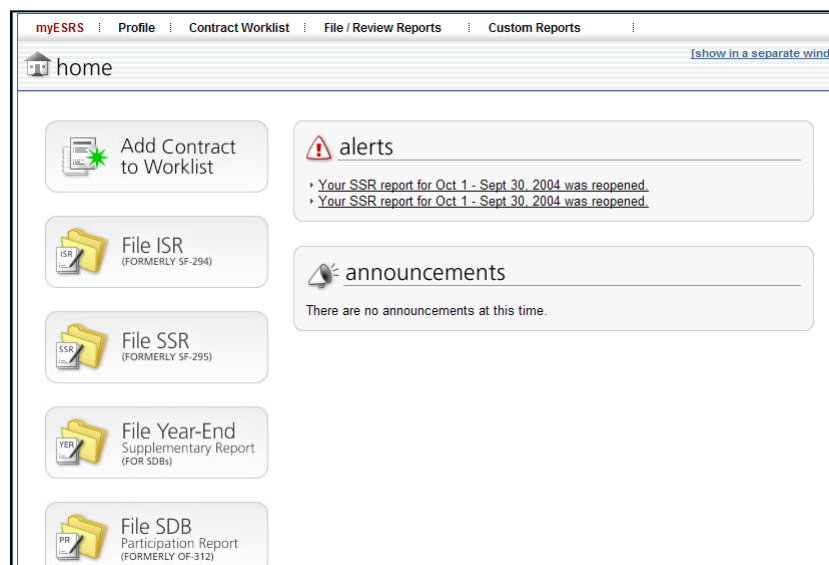 myESRS Profile Contract Worklist File / Review Reports Custom Reports
home
[show in a separate wind
Add Contract
to Worklist
ISR
File ISR
(FORMERLY SF-294)
SSR
File SSR
(FORMERLY SF-295)
YER
File Year-End
Supplementary Report
(FOR SDBs)
PR
File SDB
Participation Report
(FORMERLY OF-312)
alerts
Your SSR report for Oct 1 - Sept 30, 2004 was reopened.
Your SSR report for Oct 1 - Sept 30, 2004 was reopened.
announcements
There are no announcements at this time.